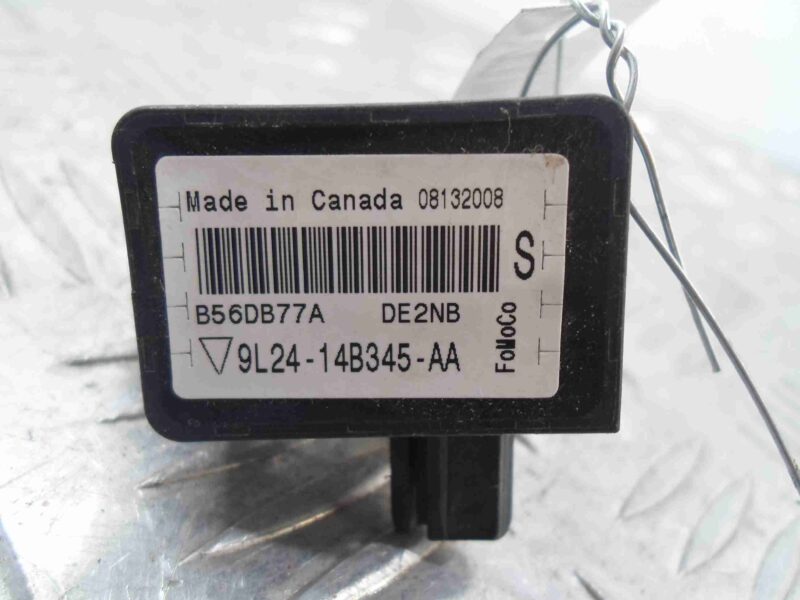 Made in Canada 08132008
S
B56DB77A DE2NB
9L24-14B345-AA
FoMoCo